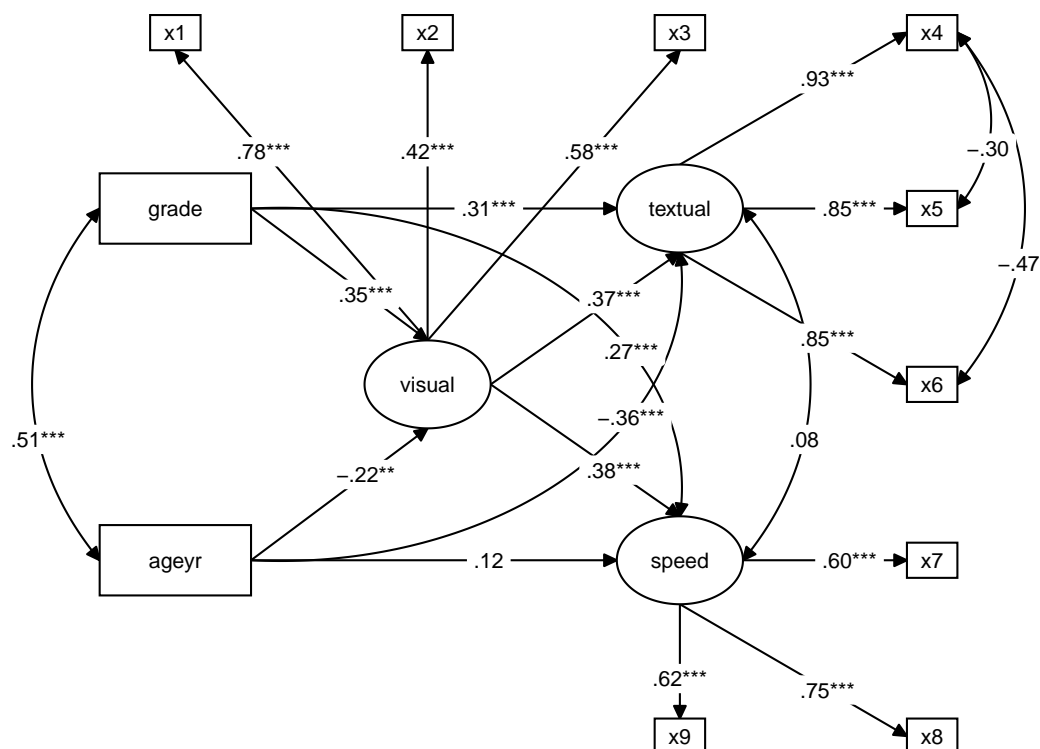 x1
x2
x3
x4
.93***
.78***
.42***
.58***
−.30
grade
.31***
textual
.85***
x5
−.47
.35***
.37***
.27***
.85***
visual
x6
−.36***
.51***
.08
−.22**
.38***
ageyr
.12
speed
.60***
x7
.62***
.75***
x9
x8